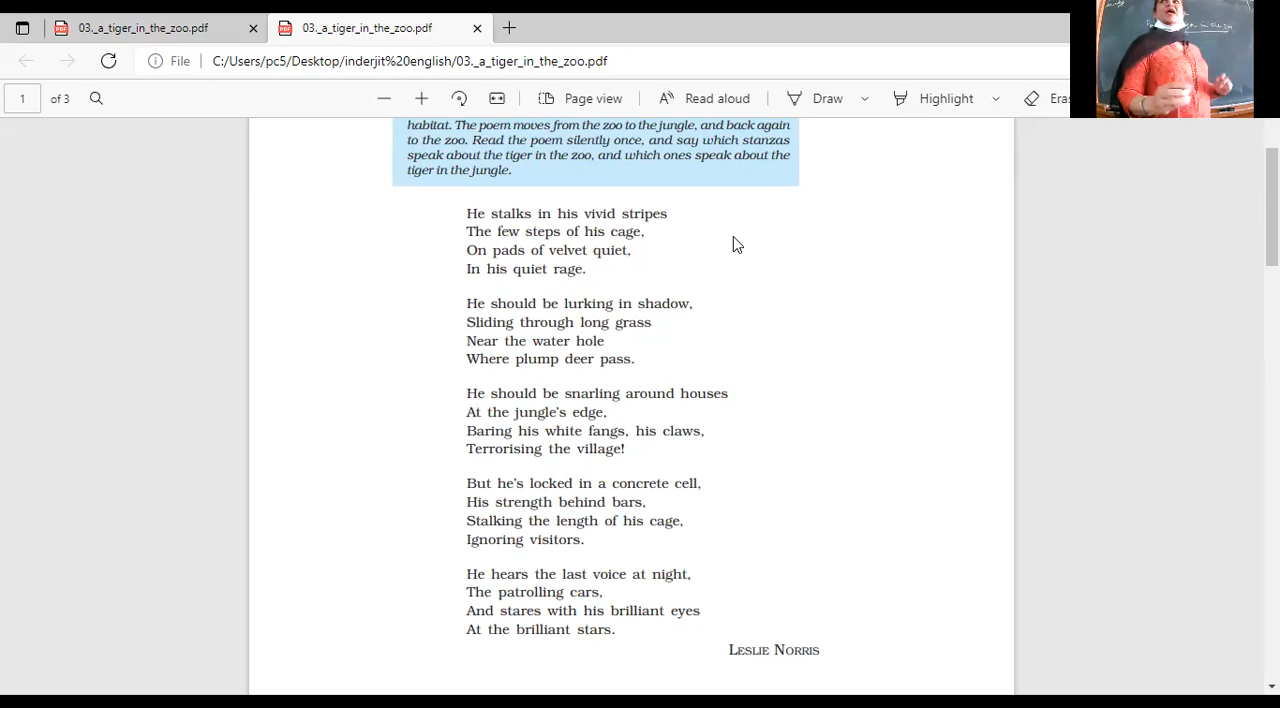 03._a_tiger_in_the_zoo.pdf
03._a_tiger_in_the_zoo.pdf
File C:/Users/pc5/Desktop/inderjit%20english/03._a_tiger_in_the_zoo.pdf
1 of 3 Page view Read aloud Draw Highlight Eras
habitat. The poem moves from the zoo to the jungle, and back again
to the zoo. Read the poem silently once, and say which stanzas
speak about the tiger in the zoo, and which ones speak about the
tiger in the jungle.
He stalks in his vivid stripes
The few steps of his cage,
On pads of velvet quiet,
In his quiet rage.
He should be lurking in shadow,
Sliding through long grass
Near the water hole
Where plump deer pass.
He should be snarling around houses
At the jungle's edge,
Baring his white fangs, his claws,
Terrorising the village!
But he's locked in a concrete cell,
His strength behind bars,
Stalking the length of his cage,
Ignoring visitors.
He hears the last voice at night,
The patrolling cars,
And stares with his brilliant eyes
At the brilliant stars.
LESLIE NORRIS
in the zoo